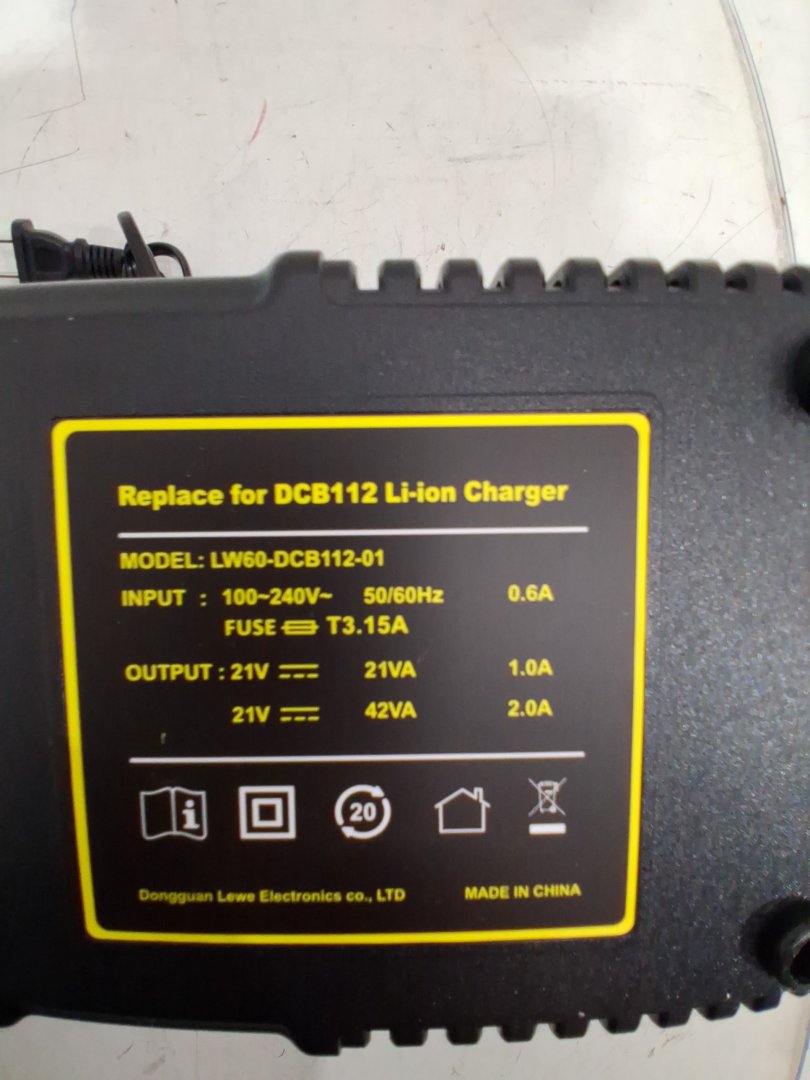 Replace for DCB112 Li-ion Charger
MODEL: LW60-DCB112-01
INPUT : 100~240V~ 50/60Hz 0.6A
FUSE T3.15A
OUTPUT : 21V 21VA 1.0A
21V 42VA 2.0A
i
20
Dongguan Lewe Electronics co., LTD MADE IN CHINA